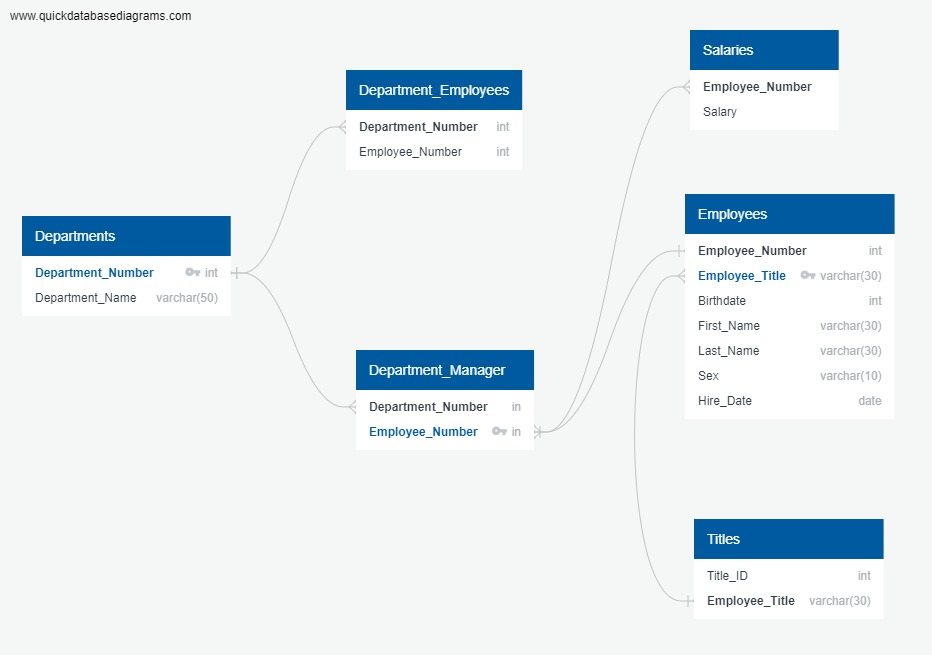 www.quickdatabasediagrams.com
Salaries
Employee_Number
Salary
Department_Employees
Department_Number int
Employee_Number int
Employees
Employee_Number int
Employee_Title varchar(30)
Birthdate int
First_Name varchar(30)
Last_Name varchar(30)
Sex varchar(10)
Hire_Date date
Departments
Department_Number int
Department_Name varchar(50)
Department_Manager
Department_Number in
Employee_Number in
Titles
Title_ID int
Employee_Title varchar(30)